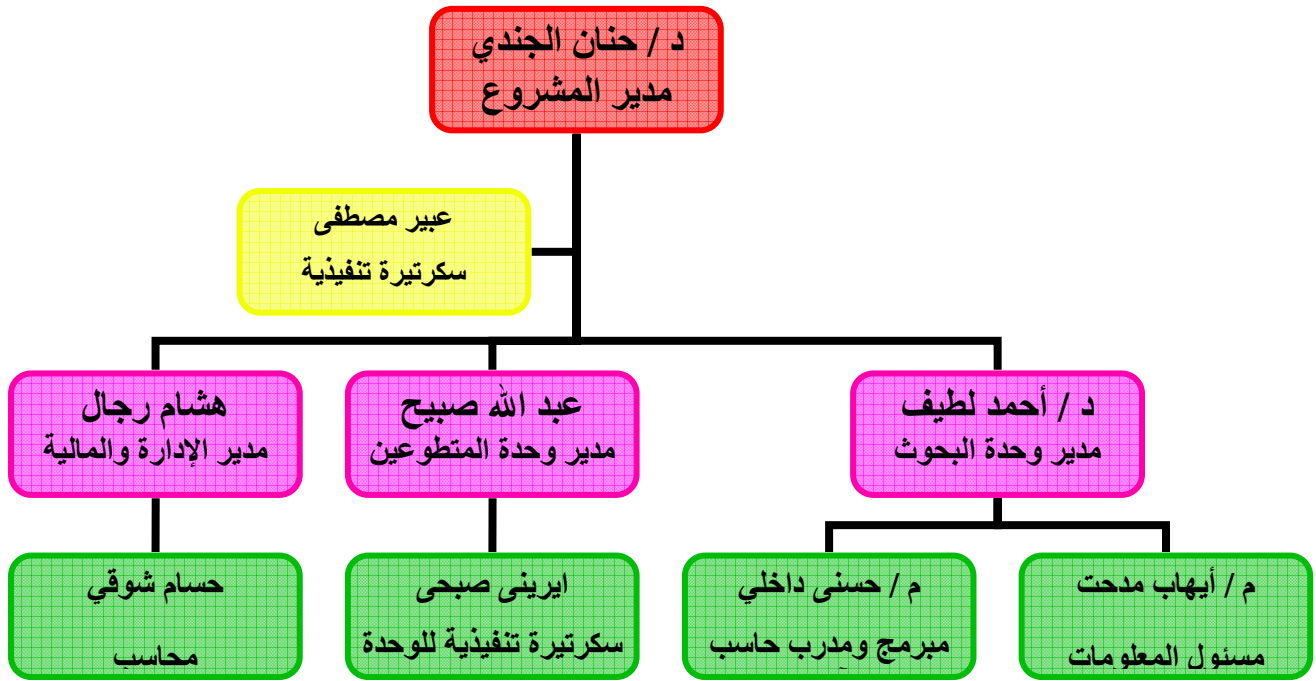 د / حنان الجندي
مدير المشروع
عبير مصطفى
سكرتيرة تنفيذية
د / أحمد لطيف
مدير وحدة البحوث
عبد الله صبيح
مدير وحدة المتطوعين
هشام رجال
مدير الإدارة والمالية
م / أيهاب مدحت
مسئول المعلومات
م / حسنى داخلي
مبرمج ومدرب حاسب
ايرينى صبحى
سكرتيرة تنفيذية للوحدة
حسام شوقي
محاسب